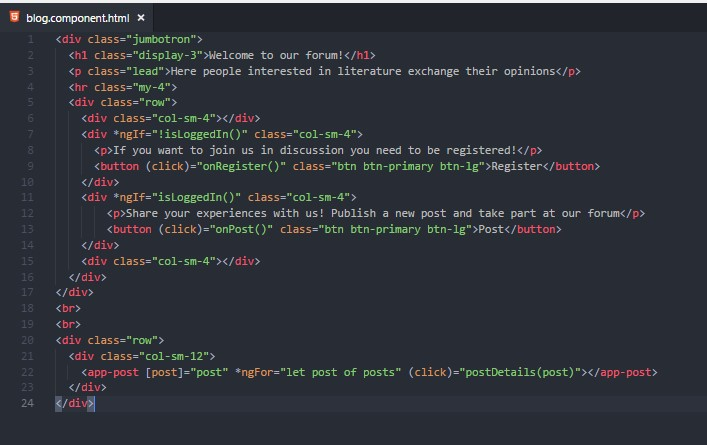 blog.component.html ×
1 <div class="jumbotron">
2   <h1 class="display-3">Welcome to our forum!</h1>
3   <p class="lead">Here people interested in literature exchange their opinions</p>
4   <hr class="my-4">
5   <div class="row">
6     <div class="col-sm-4"></div>
7     <div *ngIf="!isLoggedIn()" class="col-sm-4">
8       <p>If you want to join us in discussion you need to be registered!</p>
9       <button (click)="onRegister()" class="btn btn-primary btn-lg">Register</button>
10     </div>
11     <div *ngIf="isLoggedIn()" class="col-sm-4">
12         <p>Share your experiences with us! Publish a new post and take part at our forum</p>
13         <button (click)="onPost()" class="btn btn-primary btn-lg">Post</button>
14     </div>
15     <div class="col-sm-4"></div>
16   </div>
17 </div>
18 <br>
19 <br>
20 <div class="row">
21   <div class="col-sm-12">
22     <app-post [post]="post" *ngFor="let post of posts" (click)="postDetails(post)"></app-post>
23   </div>
24 </div>